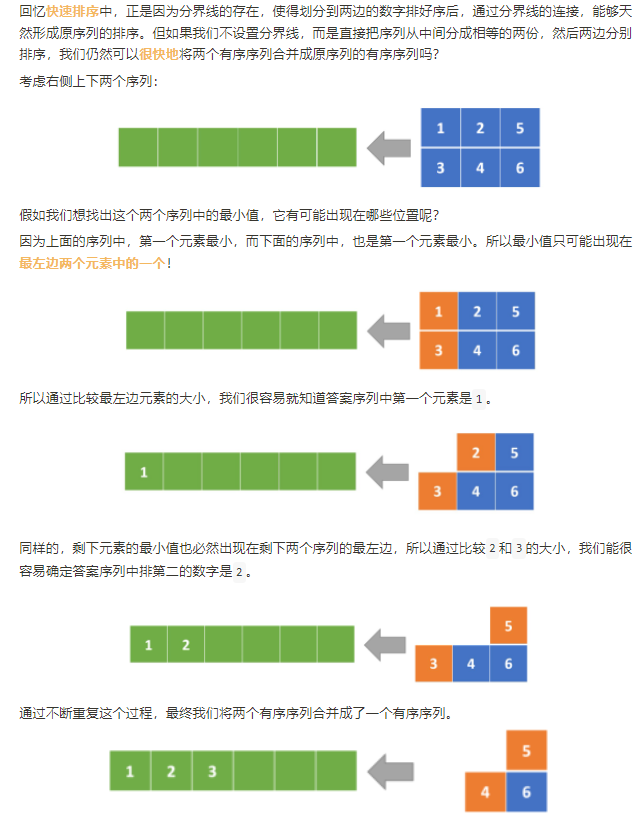 回忆快速排序中，正是因为分界线的存在，使得划分到两边的数字排好序后，通过分界线的连接，能够天
然形成原序列的排序。但如果我们不设置分界线，而是直接把序列从中间分成相等的两份，然后两边分别
排序，我们仍然可以很快地将两个有序序列合并成原序列的有序序列吗？
考虑右侧上下两个序列：
1 2 5
3 4 6
假如我们想找出这个两个序列中的最小值，它有可能出现在哪些位置呢？
因为上面的序列中，第一个元素最小，而下面的序列中，也是第一个元素最小。所以最小值只可能出现在
最左边两个元素中的一个！
1 2 5
3 4 6
所以通过比较最左边元素的大小，我们很容易就知道答案序列中第一个元素是 1 。
2 5
1
3 4 6
同样的，剩下元素的最小值也必然出现在剩下两个序列的最左边，所以通过比较 2 和 3 的大小，我们能很
容易确定答案序列中排第二的数字是 2 。
5
1 2
3 4 6
通过不断重复这个过程，最终我们将两个有序序列合并成了一个有序序列。
5
1 2 3
4 6